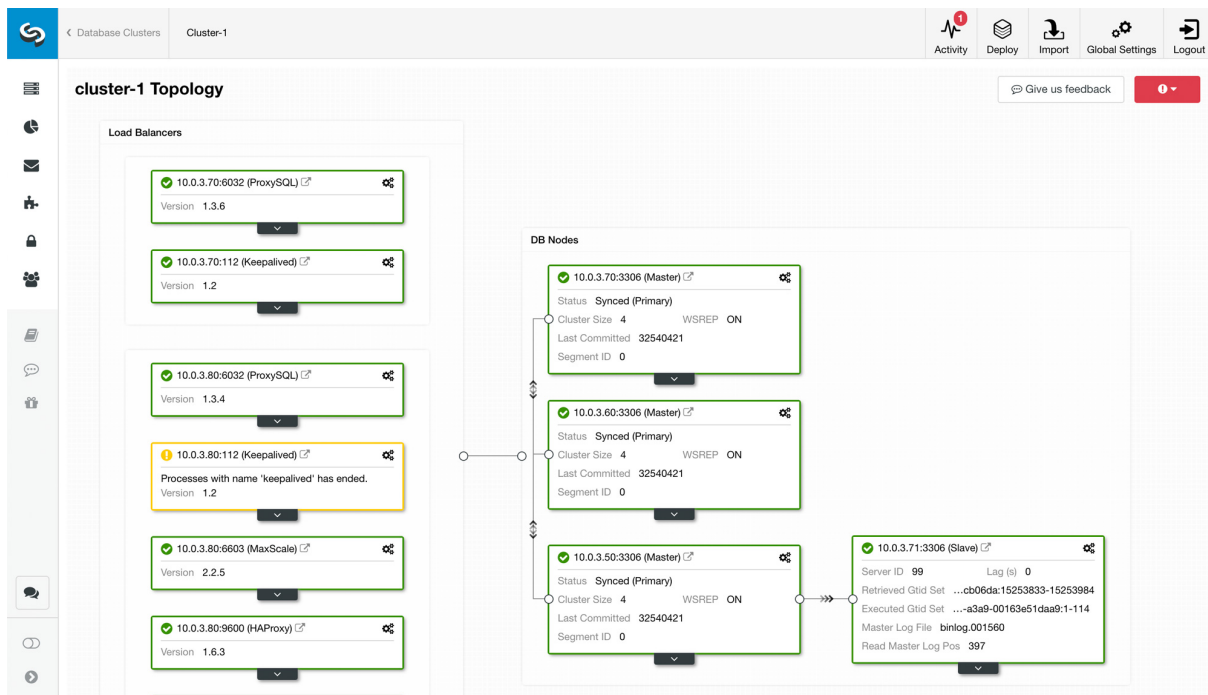 Database Clusters
Cluster-1
1
Activity
Deploy
Import
Global Settings
Logout
cluster-1 Topology
Give us feedback
Load Balancers
10.0.3.70:6032 (ProxySQL)
Version 1.3.6
10.0.3.70:112 (Keepalived)
Version 1.2
10.0.3.80:6032 (ProxySQL)
Version 1.3.4
10.0.3.80:112 (Keepalived)
Processes with name 'keepalived' has ended.
Version 1.2
10.0.3.80:6603 (MaxScale)
Version 2.2.5
10.0.3.80:9600 (HAProxy)
Version 1.6.3
DB Nodes
10.0.3.70:3306 (Master)
Status Synced (Primary)
Cluster Size 4 WSREP ON
Last Committed 32540421
Segment ID 0
10.0.3.60:3306 (Master)
Status Synced (Primary)
Cluster Size 4 WSREP ON
Last Committed 32540421
Segment ID 0
10.0.3.50:3306 (Master)
Status Synced (Primary)
Cluster Size 4 WSREP ON
Last Committed 32540421
Segment ID 0
10.0.3.71:3306 (Slave)
Server ID 99 Lag (s) 0
Retrieved Gtid Set ...cb06da:15253833-15253984
Executed Gtid Set ...-a3a9-00163e51daa9:1-114
Master Log File binlog.001560
Read Master Log Pos 397